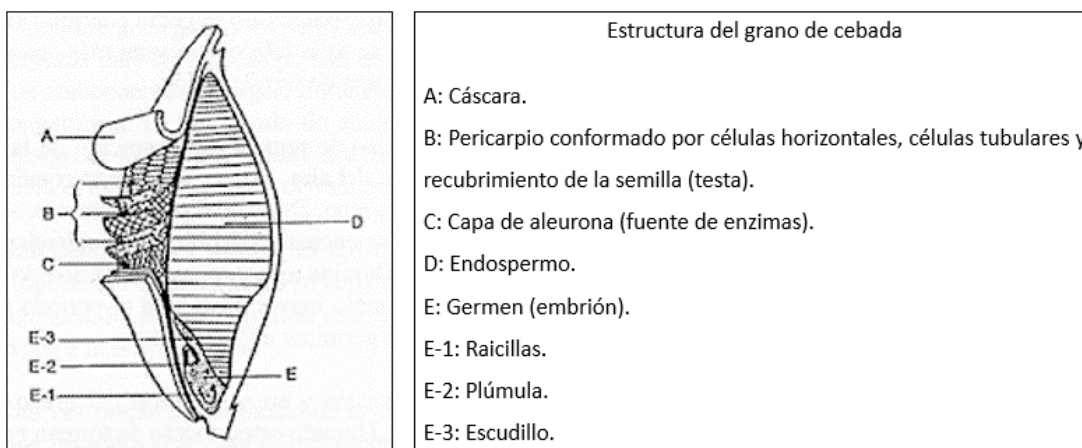 A
B
C
D
E-3
E-2
E
E-1
Estructura del grano de cebada
A: Cáscara.
B: Pericarpio conformado por células horizontales, células tubulares y
recubrimiento de la semilla (testa).
C: Capa de aleurona (fuente de enzimas).
D: Endospermo.
E: Germen (embrión).
E-1: Raicillas.
E-2: Plúmula.
E-3: Escudillo.